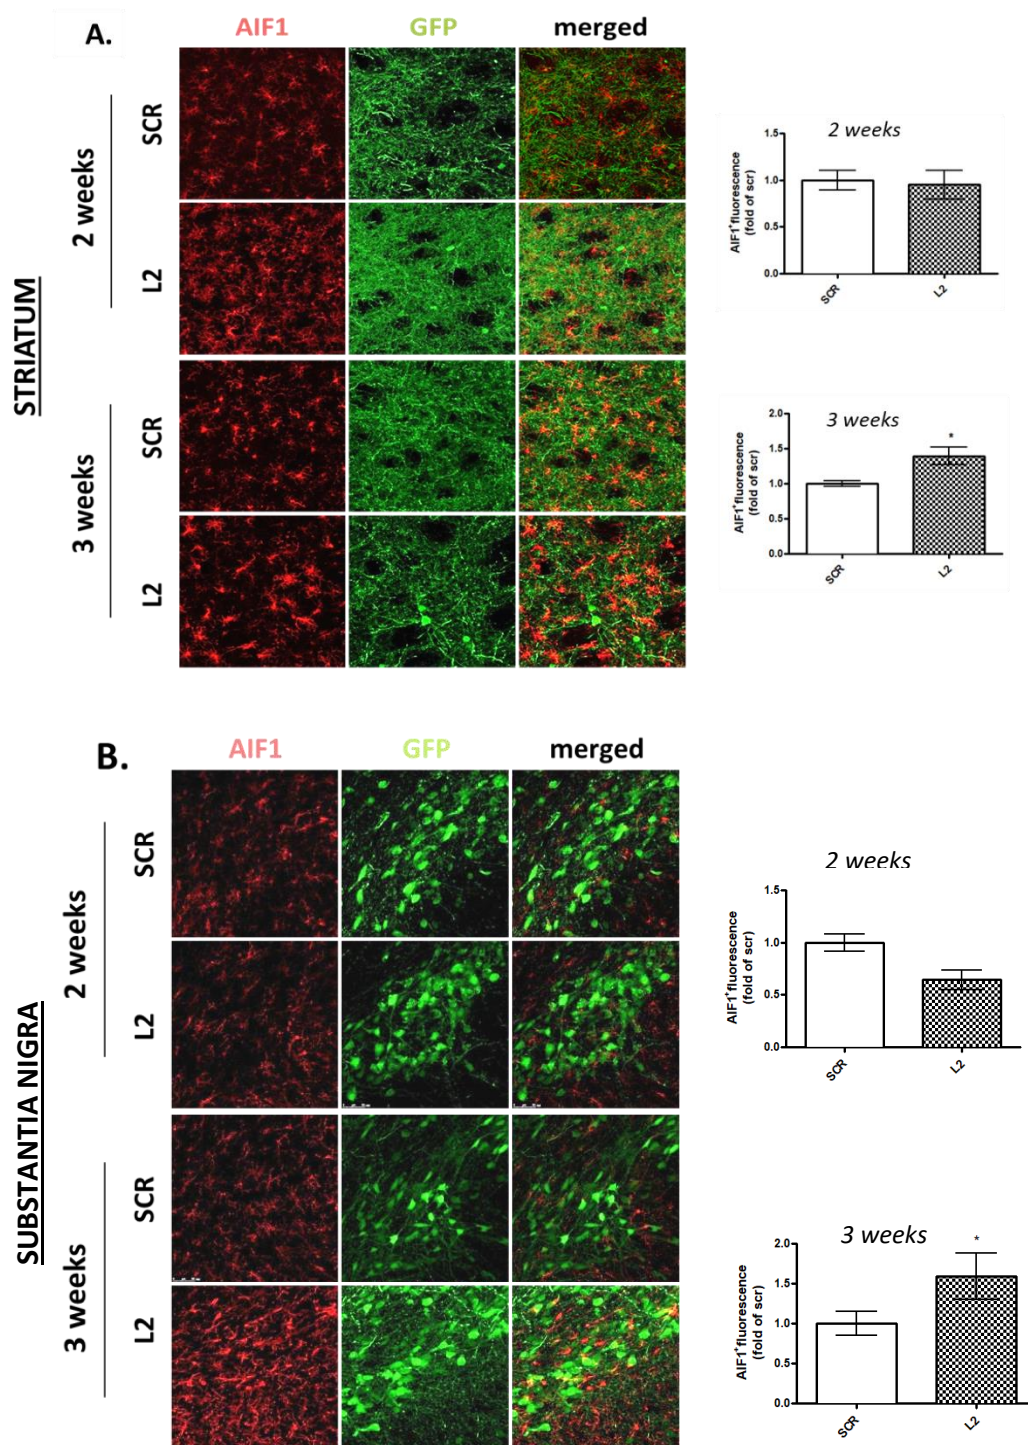 A.
AIF1 GFP merged
STRIATUM
2 weeks
SCR
L2
3 weeks
SCR
L2
2 weeks
AIF1+fluorescence
(fold of scr)
1.5
1.0
0.5
0.0
SCR L2
3 weeks
AIF1+fluorescence
(fold of scr)
2.0
1.5
1.0
0.5
0.0
*
SCR L2
B.
AIF1 GFP merged
SUBSTANTIA NIGRA
2 weeks
SCR
L2
3 weeks
SCR
L2
2 weeks
AIF1+fluorescence
(fold of scr)
1.5
1.0
0.5
0.0
SCR L2
3 weeks
AIF1+fluorescence
(fold of scr)
2.0
1.5
1.0
0.5
0.0
*
SCR L2